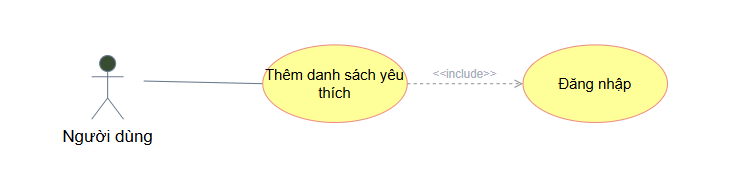 Thêm danh sách yêu
thích
<<include>>
Đăng nhập
Người dùng